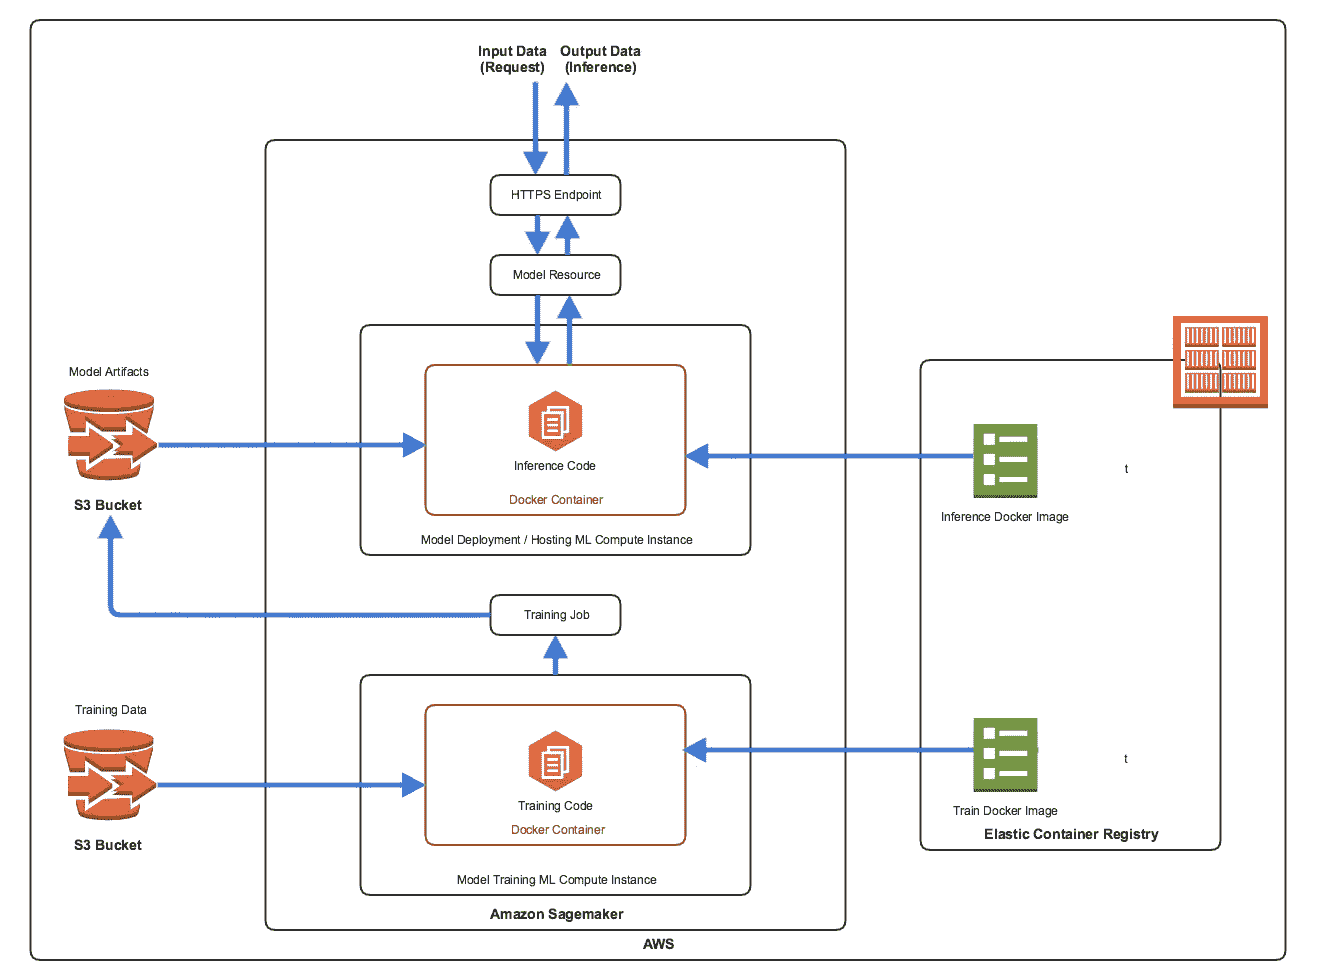 Input Data
(Request)
Output Data
(Inference)
HTTPS Endpoint
Model Resource
Model Artifacts
S3 Bucket
Inference Code
Docker Container
Model Deployment / Hosting ML Compute Instance
t
Inference Docker Image
Training Job
Training Data
S3 Bucket
Training Code
Docker Container
Model Training ML Compute Instance
t
Train Docker Image
Elastic Container Registry
Amazon Sagemaker
AWS